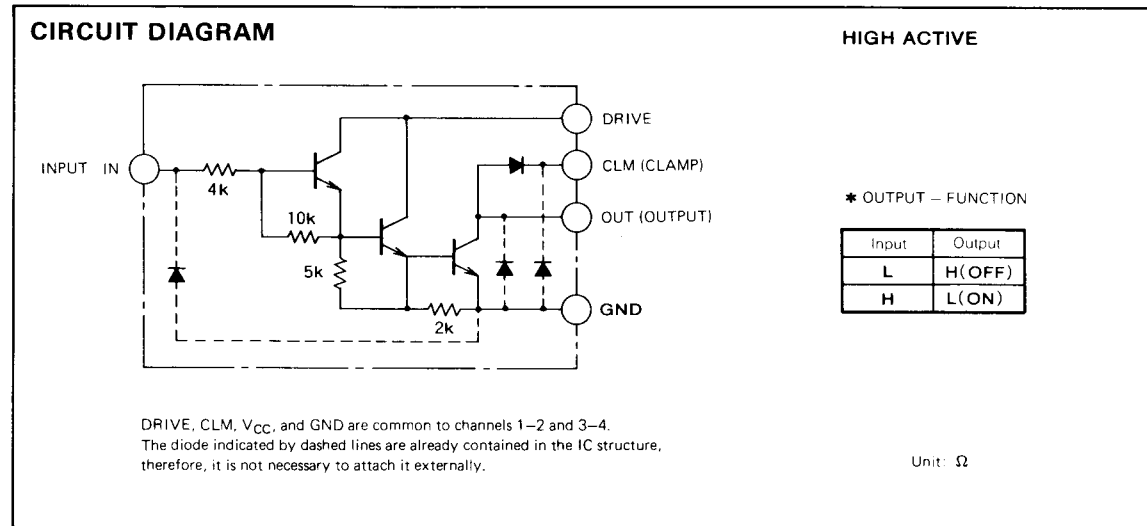 CIRCUIT DIAGRAM
HIGH ACTIVE
INPUT IN
4k
10k
5k
2k
DRIVE
CLM (CLAMP)
OUT (OUTPUT)
GND
* OUTPUT – FUNCTION
Input Output
L H(OFF)
H L(ON)
DRIVE, CLM, VCC, and GND are common to channels 1–2 and 3–4.
The diode indicated by dashed lines are already contained in the IC structure,
therefore, it is not necessary to attach it externally.
Unit: Ω